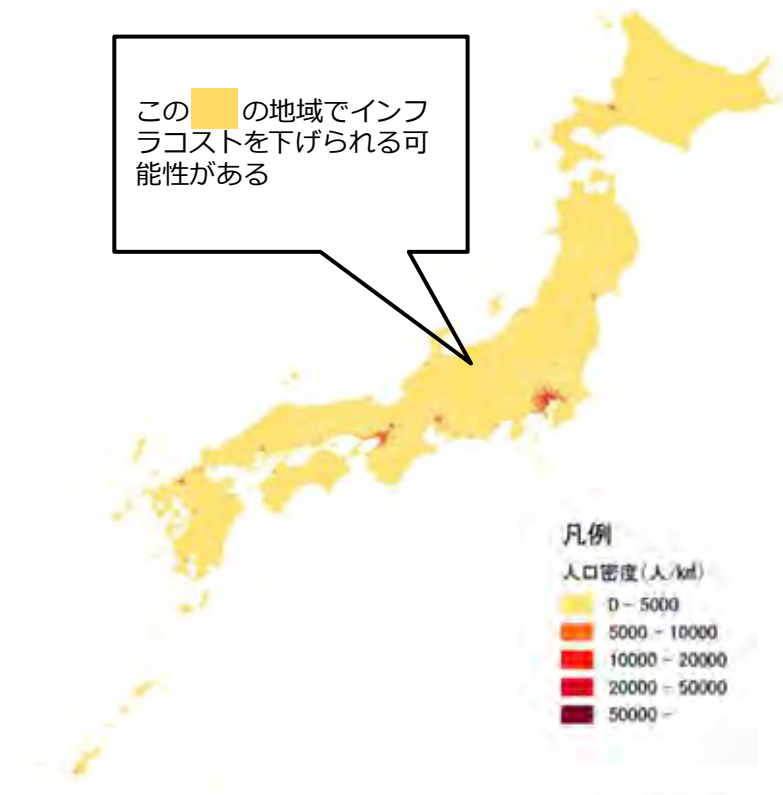 この の地域でインフ
ラコストを下げられる可
能性がある
凡例
人口密度(人/k㎡)
0 - 5000
5000 - 10000
10000 - 20000
20000 - 50000
50000 -